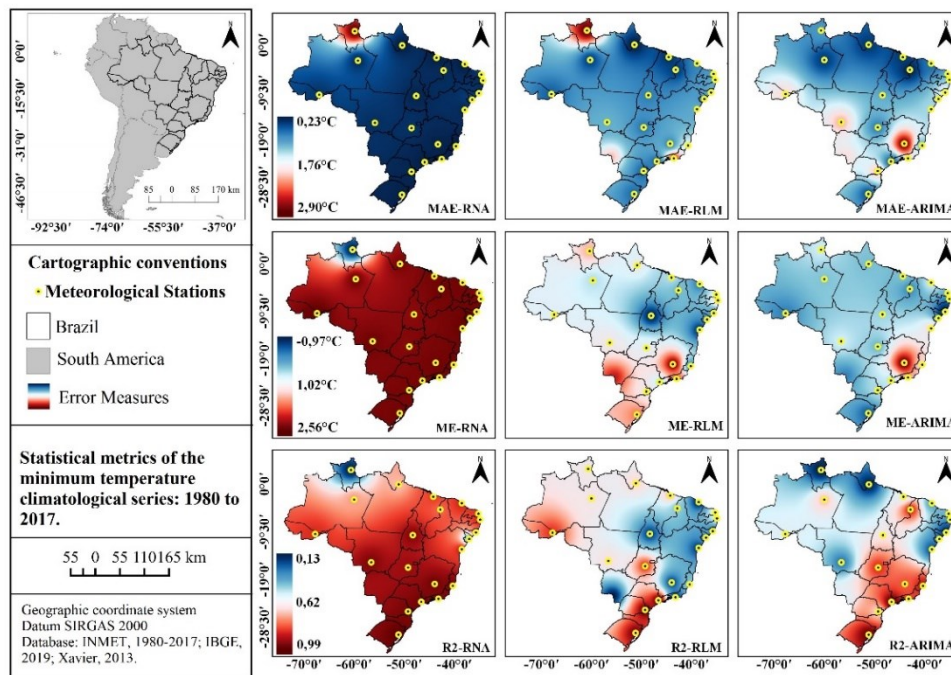 0°0'
-15°30'
-31°0'
-46°30'
N
85 0 85 170 km
-92°30' -74°0' -55°30' -37°0'
Cartographic conventions
Meteorological Stations
Brazil
South America
Error Measures
Statistical metrics of the
minimum temperature
climatological series: 1980 to
2017.
55 0 55 110165 km
Geographic coordinate system
Datum SIRGAS 2000
Database: INMET, 1980-2017; IBGE,
2019; Xavier, 2013.
0°0'
-9°30'
-19°0'
-28°30'
N
0,23°C
1,76°C
2,90°C
MAE-RNA
N
MAE-RLM
N
MAE-ARIMA
0°0'
-9°30'
-19°0'
-28°30'
N
-0,97°C
1,02°C
2,56°C
ME-RNA
N
ME-RLM
N
ME-ARIMA
0°0'
-9°30'
-19°0'
-28°30'
N
0,13
0,62
0,99
R2-RNA
N
R2-RLM
N
R2-ARIMA
-70°0' -60°0' -50°0' -40°0'
-70°0' -60°0' -50°0' -40°0'
-70°0' -60°0' -50°0' -40°0'